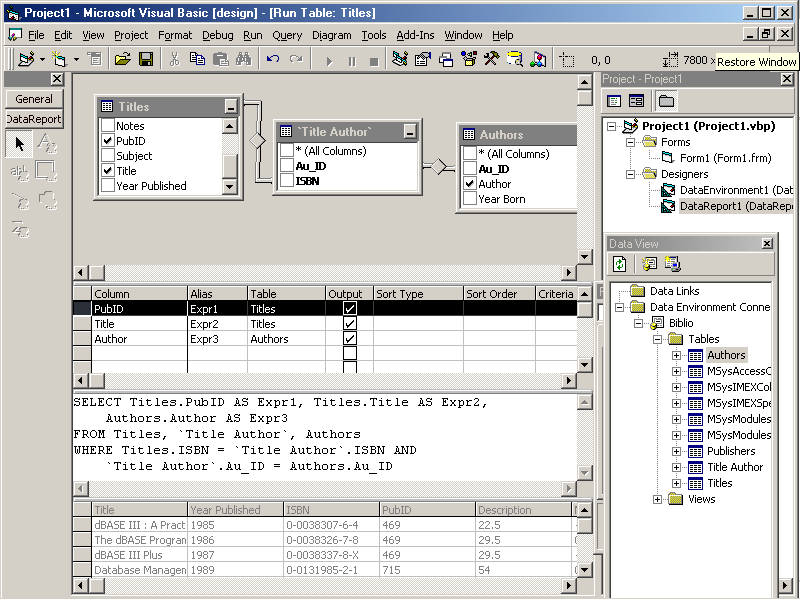 Project1 - Microsoft Visual Basic [design] - [Run Table: Titles]
File Edit View Project Format Debug Run Query Diagram Tools Add-Ins Window Help
0, 0 7800 x
Restore Window
General
DataReport
Titles
Notes
PubID
Subject
Title
Year Published
`Title Author`
* (All Columns)
Au_ID
ISBN
Authors
* (All Columns)
Au_ID
Author
Year Born
Column Alias Table Output Sort Type Sort Order Criteria
PubID Expr1 Titles
Title Expr2 Titles
Author Expr3 Authors
SELECT Titles.PubID AS Expr1, Titles.Title AS Expr2,
Authors.Author AS Expr3
FROM Titles, `Title Author`, Authors
WHERE Titles.ISBN = `Title Author`.ISBN AND
`Title Author`.Au_ID = Authors.Au_ID
Title Year Published ISBN PubID Description
dBASE III : A Pract 1985 0-0038307-6-4 469 22.5
The dBASE Program 1986 0-0038326-7-8 469 29.5
dBASE III Plus 1987 0-0038337-8-X 469 29.5
Database Managem 1989 0-0131985-2-1 715 54
Project - Project1
Project1 (Project1.vbp)
Forms
Form1 (Form1.frm)
Designers
DataEnvironment1 (Dat
DataReport1 (DataRepo
Data View
Data Links
Data Environment Conne
Biblio
Tables
Authors
MSysAccessO
MSysIMEXCol
MSysIMEXSpe
MSysModules
MSysModules
Publishers
Title Author
Titles
Views